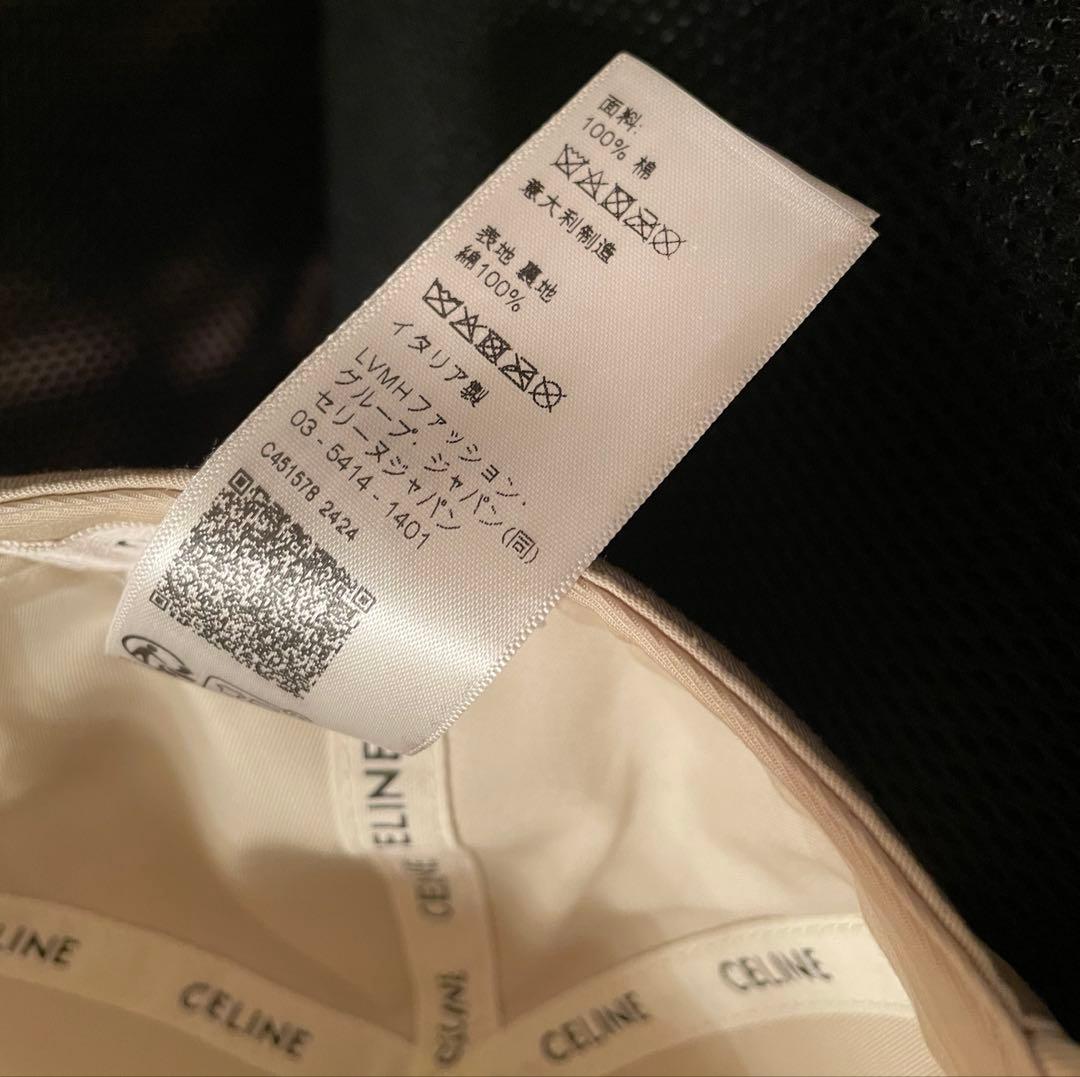 面料:
100% 棉
意大利制造
表地 裏地
綿100%
イタリア製
LVMHファッション.
グループ.ジャパン(同)
セリーヌジャパン
03 - 5414 - 1401
C451578 2424
ELINE
LINE
CELINE
CELINE
CELINE